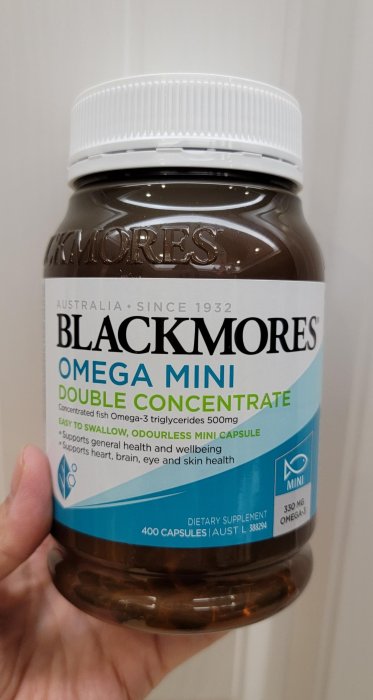 BLACKMORES
AUSTRALIA • SINCE 1932
BLACKMORES®
OMEGA MINI
DOUBLE CONCENTRATE
Concentrated fish Omega-3 triglycerides 500mg
EASY TO SWALLOW, ODOURLESS MINI CAPSULE
Supports general health and wellbeing
Supports heart, brain, eye and skin health
MINI
330 MG
OMEGA-3
DIETARY SUPPLEMENT
400 CAPSULES | AUST L 388294